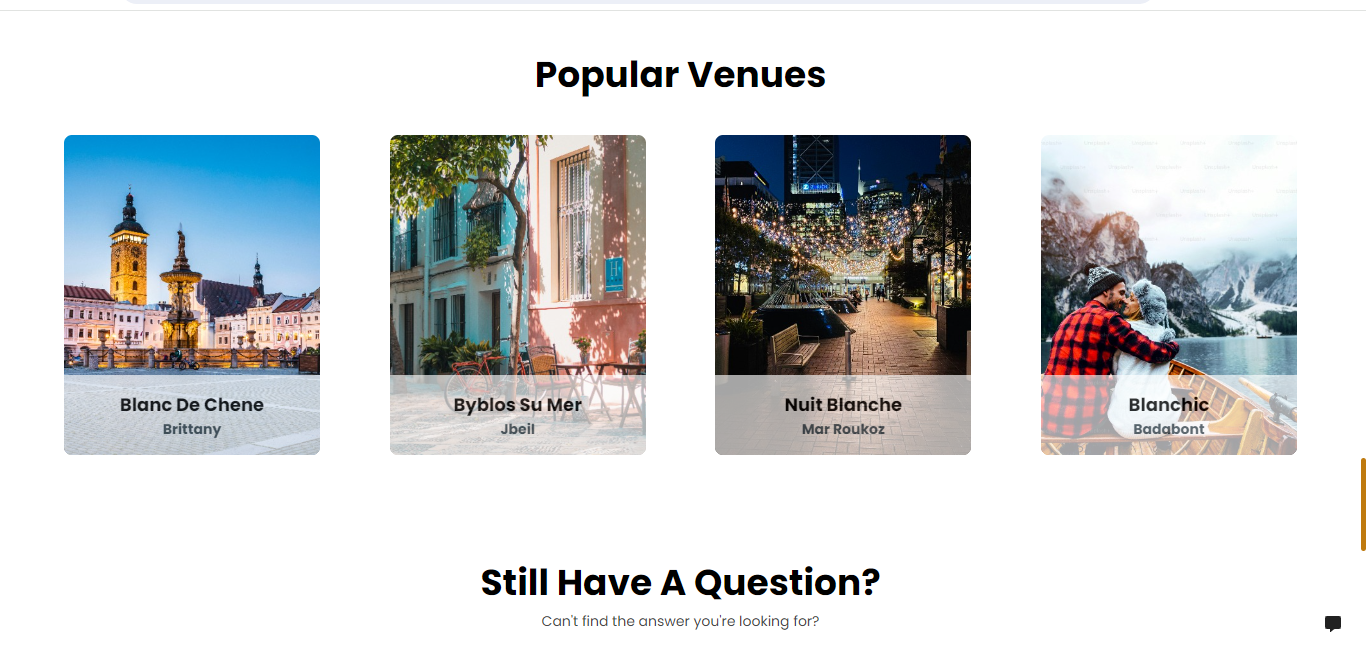 Popular Venues
Blanc De Chene
Brittany
Byblos Su Mer
Jbeil
Nuit Blanche
Mar Roukoz
Blanchic
Badabont
Still Have A Question?
Can't find the answer you're looking for?